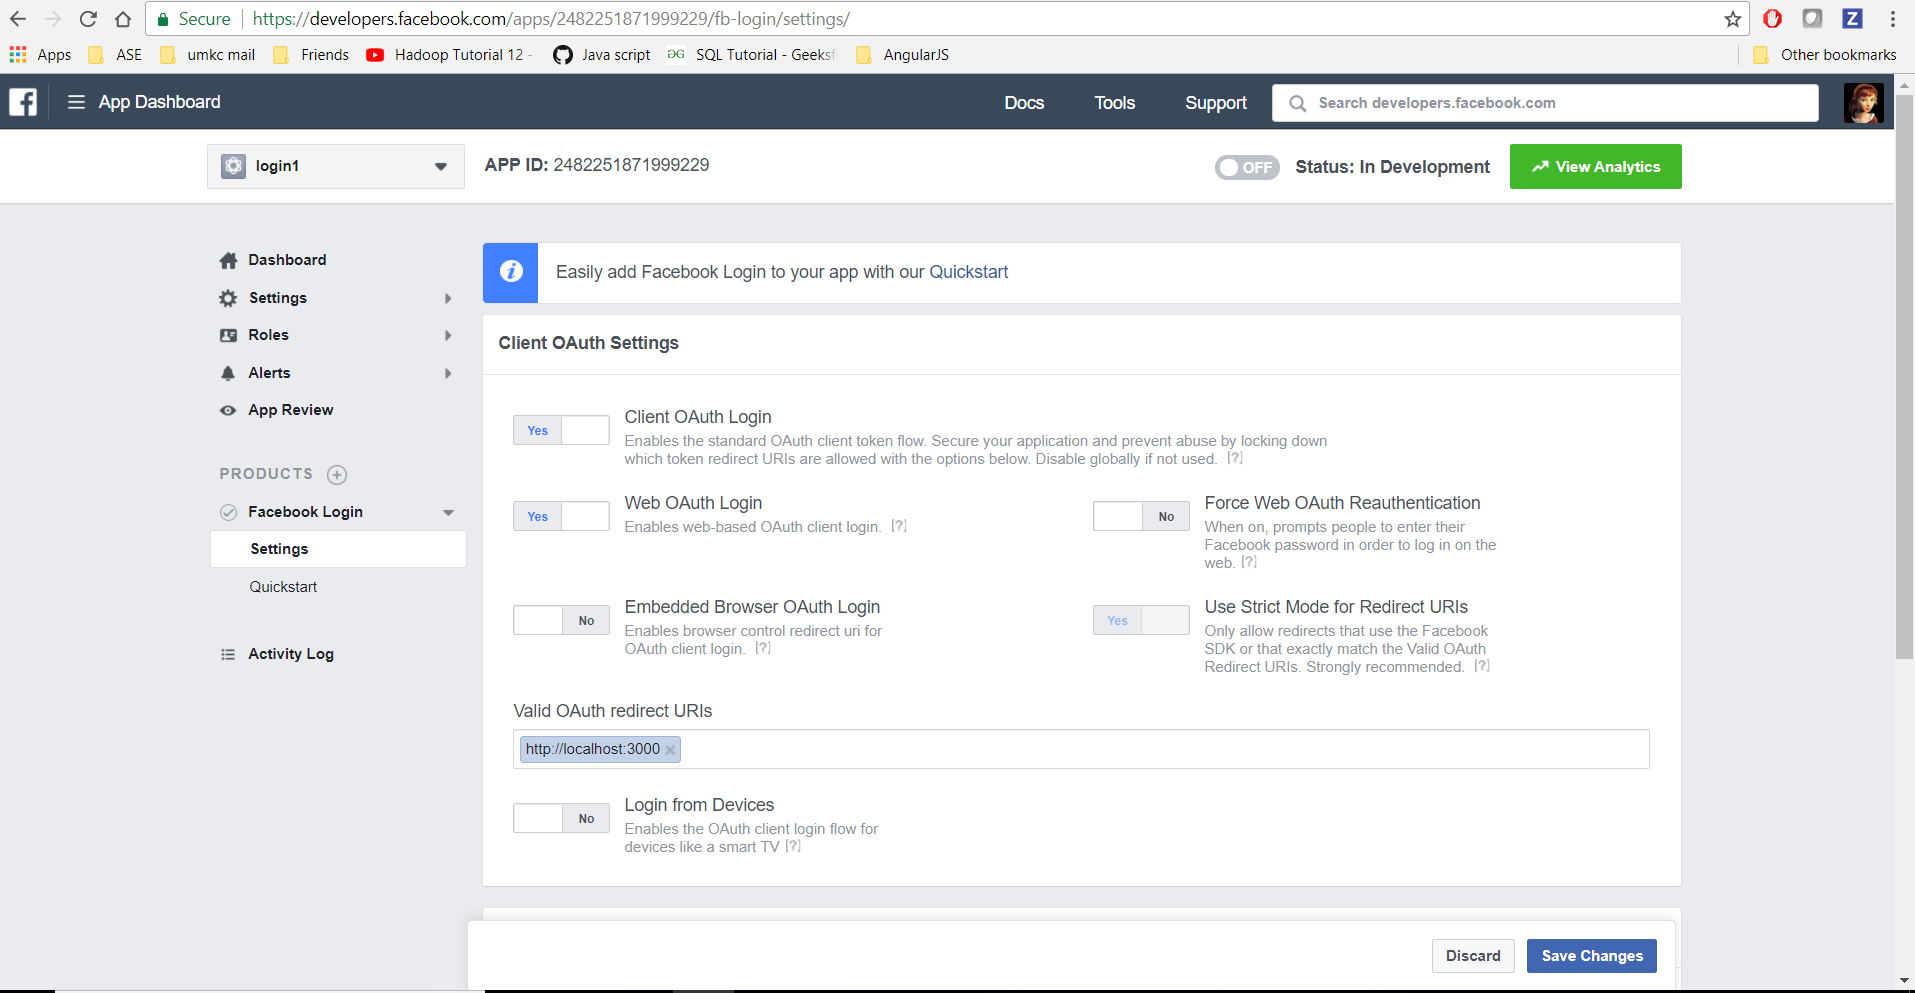 Secure https://developers.facebook.com/apps/2482251871999229/fb-login/settings/
Apps ASE umkc mail Friends Hadoop Tutorial 12 - Java script SQL Tutorial - Geeksf AngularJS Other bookmarks
App Dashboard Docs Tools Support Search developers.facebook.com
login1 APP ID: 2482251871999229 OFF Status: In Development View Analytics
Dashboard
Settings
Roles
Alerts
App Review
PRODUCTS
Facebook Login
Settings
Quickstart
Activity Log
Easily add Facebook Login to your app with our Quickstart
Client OAuth Settings
Yes
Client OAuth Login
Enables the standard OAuth client token flow. Secure your application and prevent abuse by locking down
which token redirect URIs are allowed with the options below. Disable globally if not used. [?]
Yes
Web OAuth Login
Enables web-based OAuth client login. [?]
No
Force Web OAuth Reauthentication
When on, prompts people to enter their
Facebook password in order to log in on the
web. [?]
No
Embedded Browser OAuth Login
Enables browser control redirect uri for
OAuth client login. [?]
Yes
Use Strict Mode for Redirect URIs
Only allow redirects that use the Facebook
SDK or that exactly match the Valid OAuth
Redirect URIs. Strongly recommended. [?]
Valid OAuth redirect URIs
http://localhost:3000
No
Login from Devices
Enables the OAuth client login flow for
devices like a smart TV [?]
Discard Save Changes